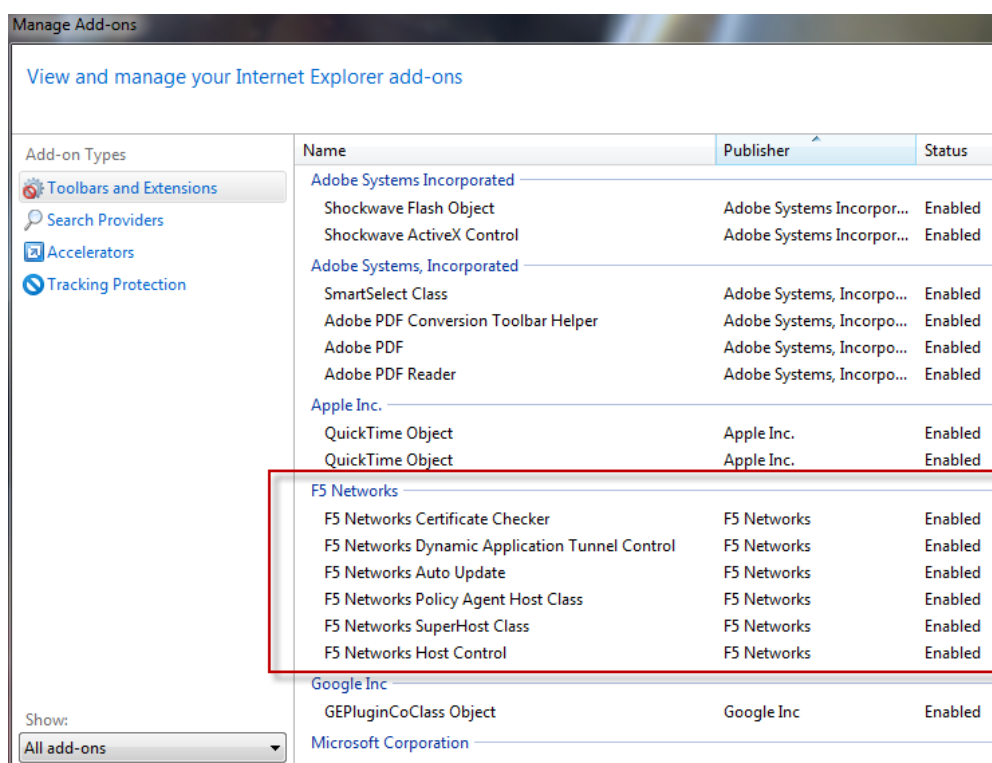 Manage Add-ons
View and manage your Internet Explorer add-ons
Add-on Types
Toolbars and Extensions
Search Providers
Accelerators
Tracking Protection
Show:
All add-ons
Name Publisher Status
Adobe Systems Incorporated
Shockwave Flash Object Adobe Systems Incorpor... Enabled
Shockwave ActiveX Control Adobe Systems Incorpor... Enabled
Adobe Systems, Incorporated
SmartSelect Class Adobe Systems, Incorpo... Enabled
Adobe PDF Conversion Toolbar Helper Adobe Systems, Incorpo... Enabled
Adobe PDF Adobe Systems, Incorpo... Enabled
Adobe PDF Reader Adobe Systems, Incorpo... Enabled
Apple Inc.
QuickTime Object Apple Inc. Enabled
QuickTime Object Apple Inc. Enabled
F5 Networks
F5 Networks Certificate Checker F5 Networks Enabled
F5 Networks Dynamic Application Tunnel Control F5 Networks Enabled
F5 Networks Auto Update F5 Networks Enabled
F5 Networks Policy Agent Host Class F5 Networks Enabled
F5 Networks SuperHost Class F5 Networks Enabled
F5 Networks Host Control F5 Networks Enabled
Google Inc
GEPluginCoClass Object Google Inc Enabled
Microsoft Corporation